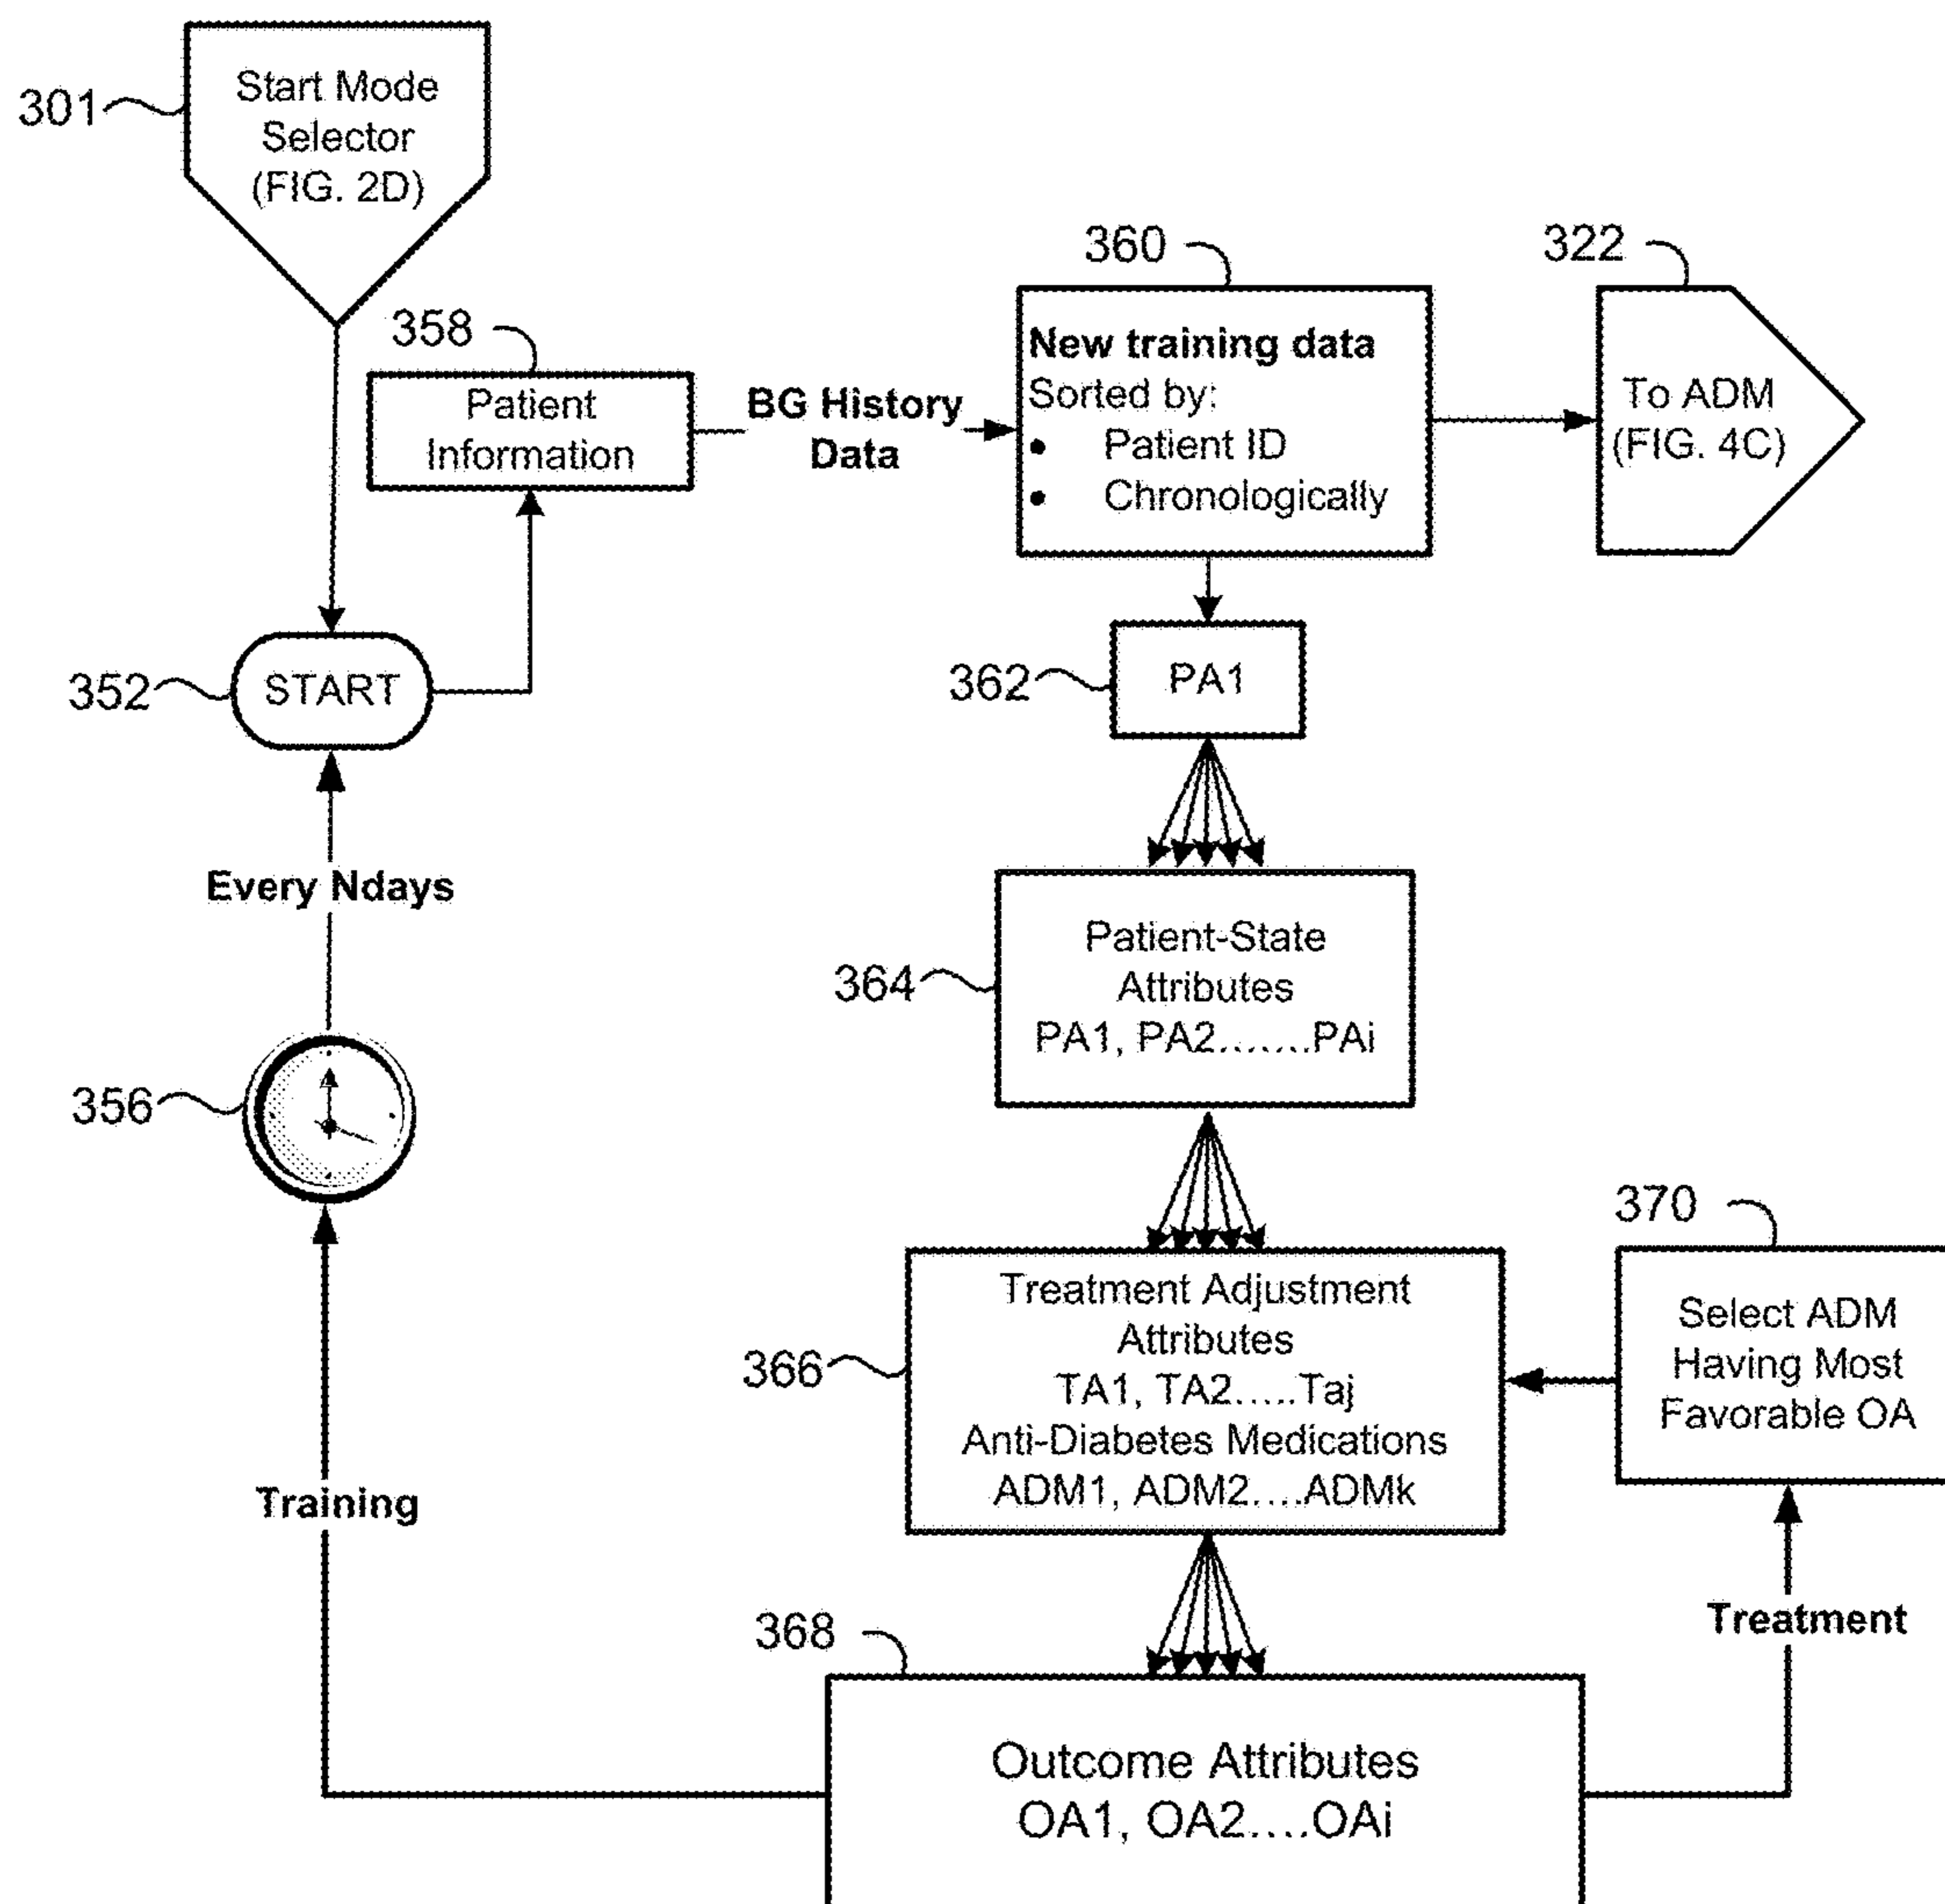 301
Start Mode
Selector
(FIG. 2D)
358
Patient
Information
BG History
Data
360
New training data
Sorted by:
• Patient ID
• Chronologically
322
To ADM
(FIG. 4C)
352
START
362
PA1
Every Ndays
364
Patient-State
Attributes
PA1, PA2.......PAi
356
370
Select ADM
Having Most
Favorable OA
366
Treatment Adjustment
Attributes
TA1, TA2.....Taj
Anti-Diabetes Medications
ADM1, ADM2....ADMk
Training
Treatment
368
Outcome Attributes
OA1, OA2....OAi